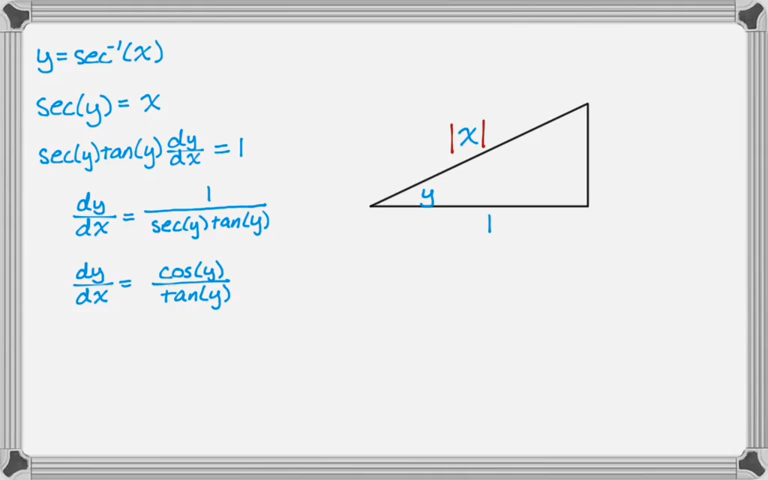 y = sec⁻¹(x)
sec(y) = x
sec(y)tan(y) dy/dx = 1
dy/dx = 1/sec(y)tan(y)
dy/dx = cos(y)/tan(y)
|x|
y
1